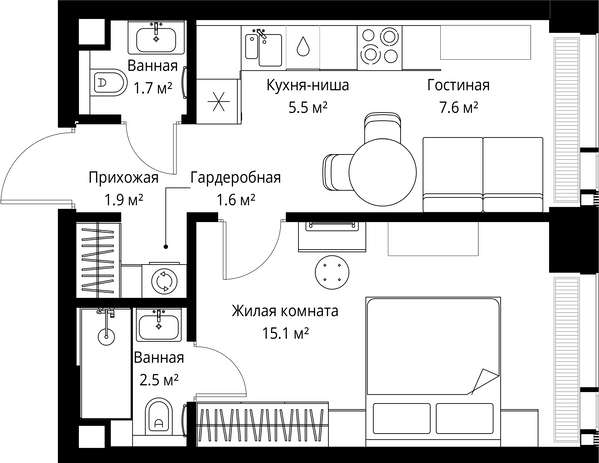 Ванная
1.7 м²
Кухня-ниша
5.5 м²
Гостиная
7.6 м²
Прихожая
1.9 м²
Гардеробная
1.6 м²
Жилая комната
15.1 м²
Ванная
2.5 м²